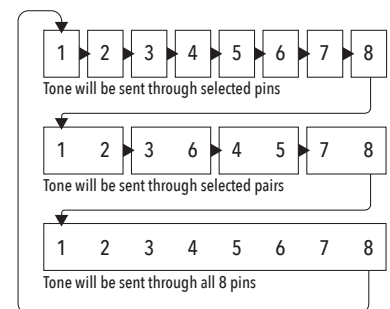 1 2 3 4 5 6 7 8
Tone will be sent through selected pins
1 2 3 6 4 5 7 8
Tone will be sent through selected pairs
1 2 3 4 5 6 7 8
Tone will be sent through all 8 pins